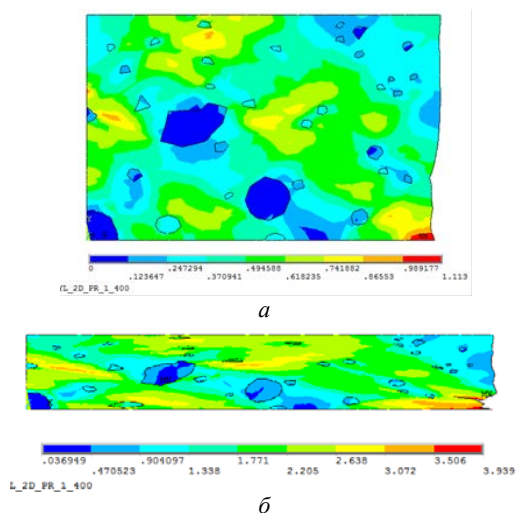 0 .247294 .494588 .741882 .989177
.123647 .370941 .618235 .86553 1.113
(L_2D_PR_1_400
а
.036949 .904097 1.771 2.638 3.506
.470523 1.338 2.205 3.072 3.939
L_2D_PR_1_400
б